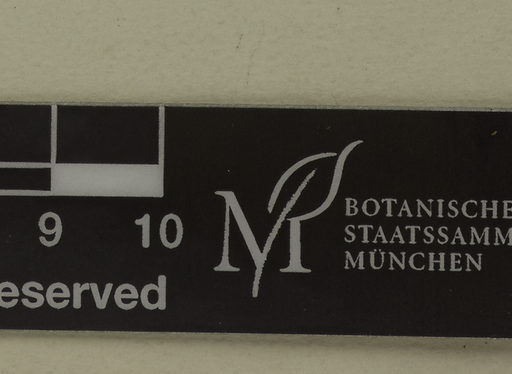 9 10
eserved
BOTANISCHE
STAATSSAMM
MÜNCHEN